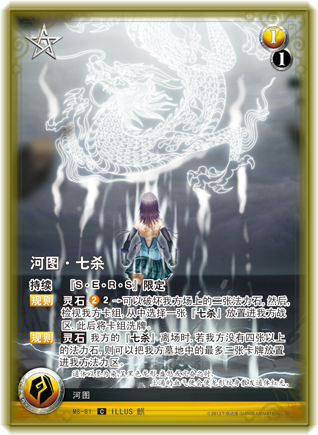 1
1
河图·七杀
持续 『S·E·R·S』限定
规则 灵石 2 2→可以破坏我方场上的二张法力石，然后，
检视我方卡组，从中选择一张『七杀』放置进我方战
区，此后将卡组洗牌。
规则 灵石 我方的『七杀』离场时，若我方没有四张以上
的法力石，则可以把我方墓地中的最多三张卡牌放置
进我方法力区。
河图
M8-81 C ILLUS 麒